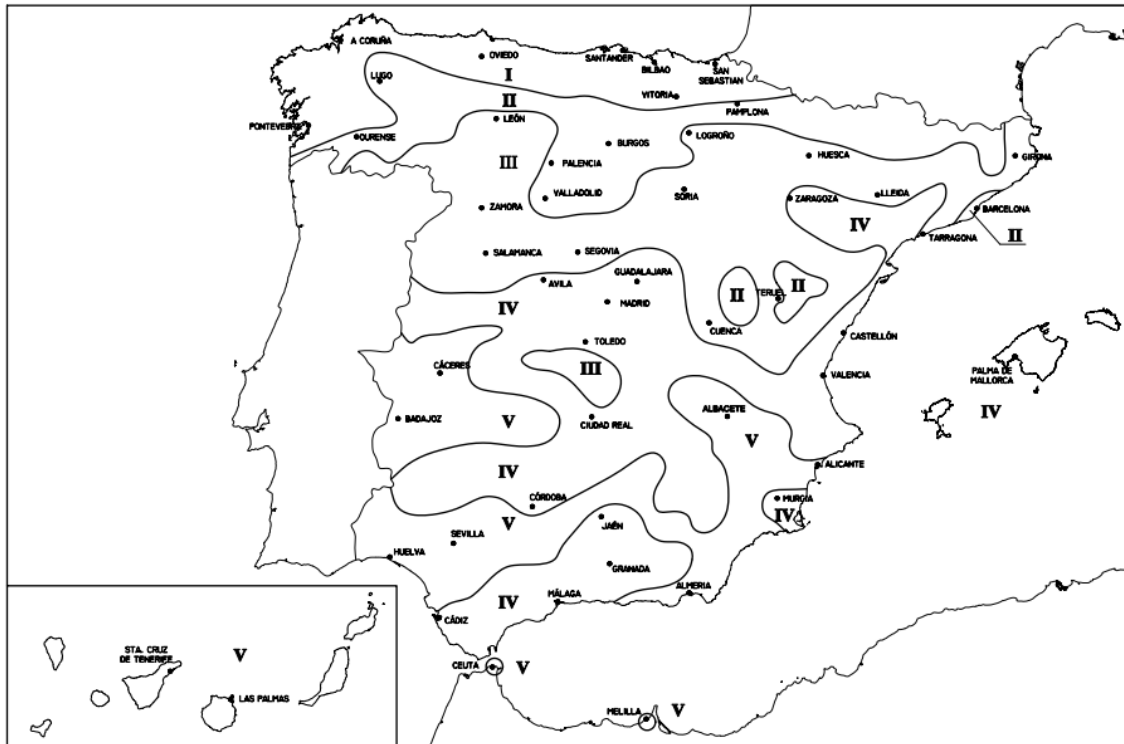 A CORUÑA
OVIEDO
SANTANDER
BILBAO
SAN
SEBASTIAN
I
LUGO
VITORIA
II
PAMPLONA
LEÓN
PONTEVEDRA
OURENSE
BURGOS
LOGROÑO
III
PALENCIA
HUESCA
GIRONA
VALLADOLID
SORIA
ZARAGOZA
LLEIDA
ZAMORA
IV
BARCELONA
TARRAGONA
II
SALAMANCA
SEGOVIA
AVILA
GUADALAJARA
II
II
TERUEL
IV
MADRID
CUENCA
CASTELLÓN
TOLEDO
CÁCERES
III
VALENCIA
PALMA DE
MALLORCA
IV
BADAJOZ
V
CIUDAD REAL
ALBACETE
V
IV
ALICANTE
CÓRDOBA
MURCIA
IV
V
JAÉN
SEVILLA
HUELVA
GRANADA
ALMERIA
IV
MÁLAGA
CÁDIZ
STA. CRUZ
DE TENERIFE
V
LAS PALMAS
CEUTA
V
MELILLA
V